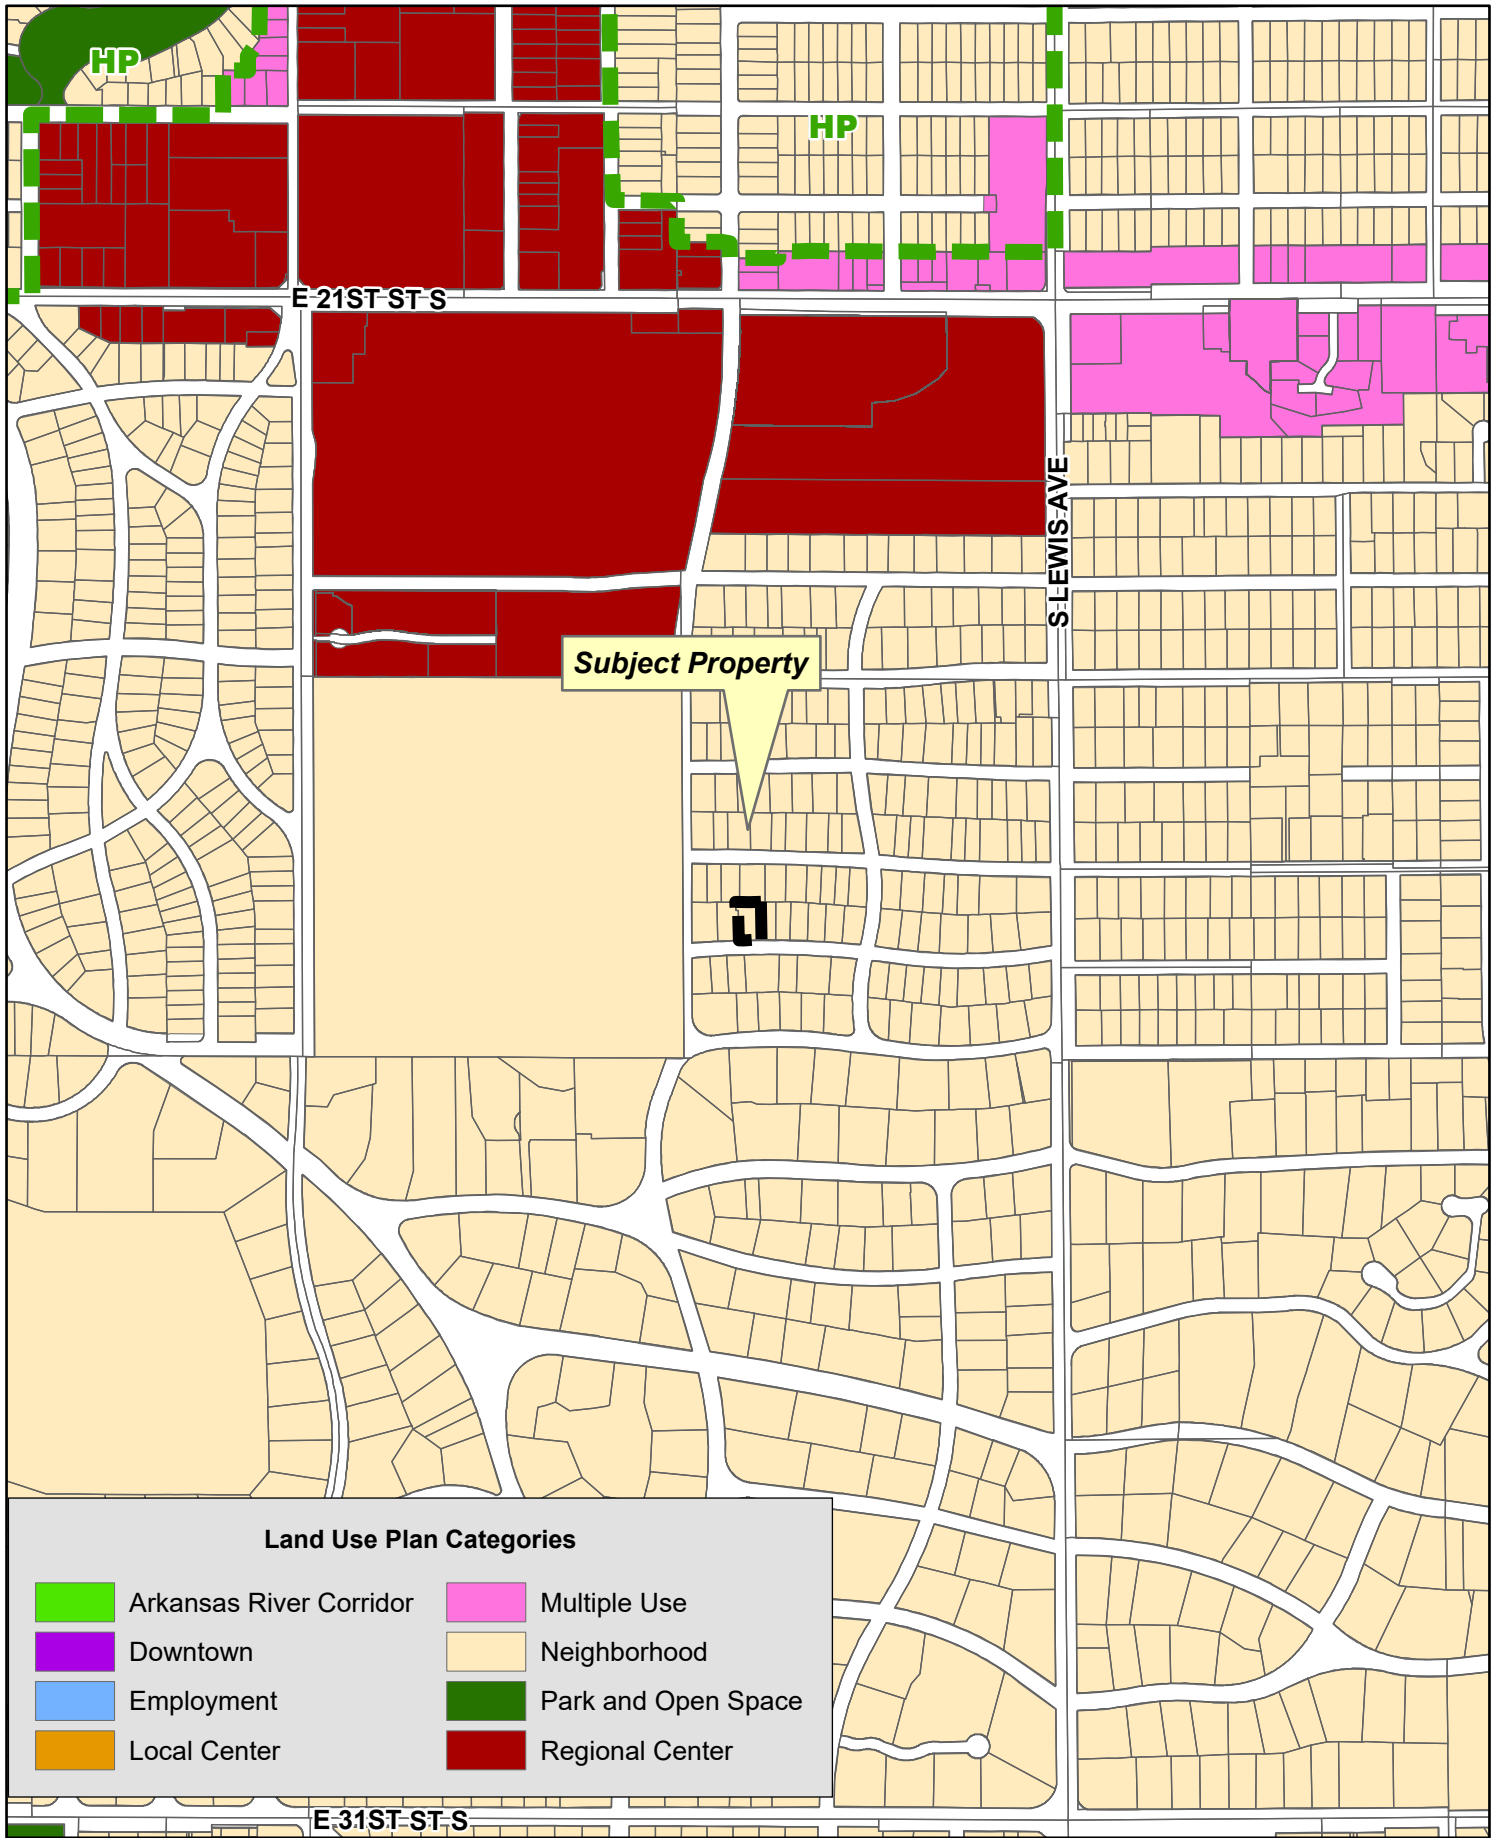 HP
HP
E 21ST ST S
S LEWIS AVE
Subject Property
Land Use Plan Categories
Arkansas River Corridor
Multiple Use
Downtown
Neighborhood
Employment
Park and Open Space
Local Center
Regional Center
E 31ST ST S